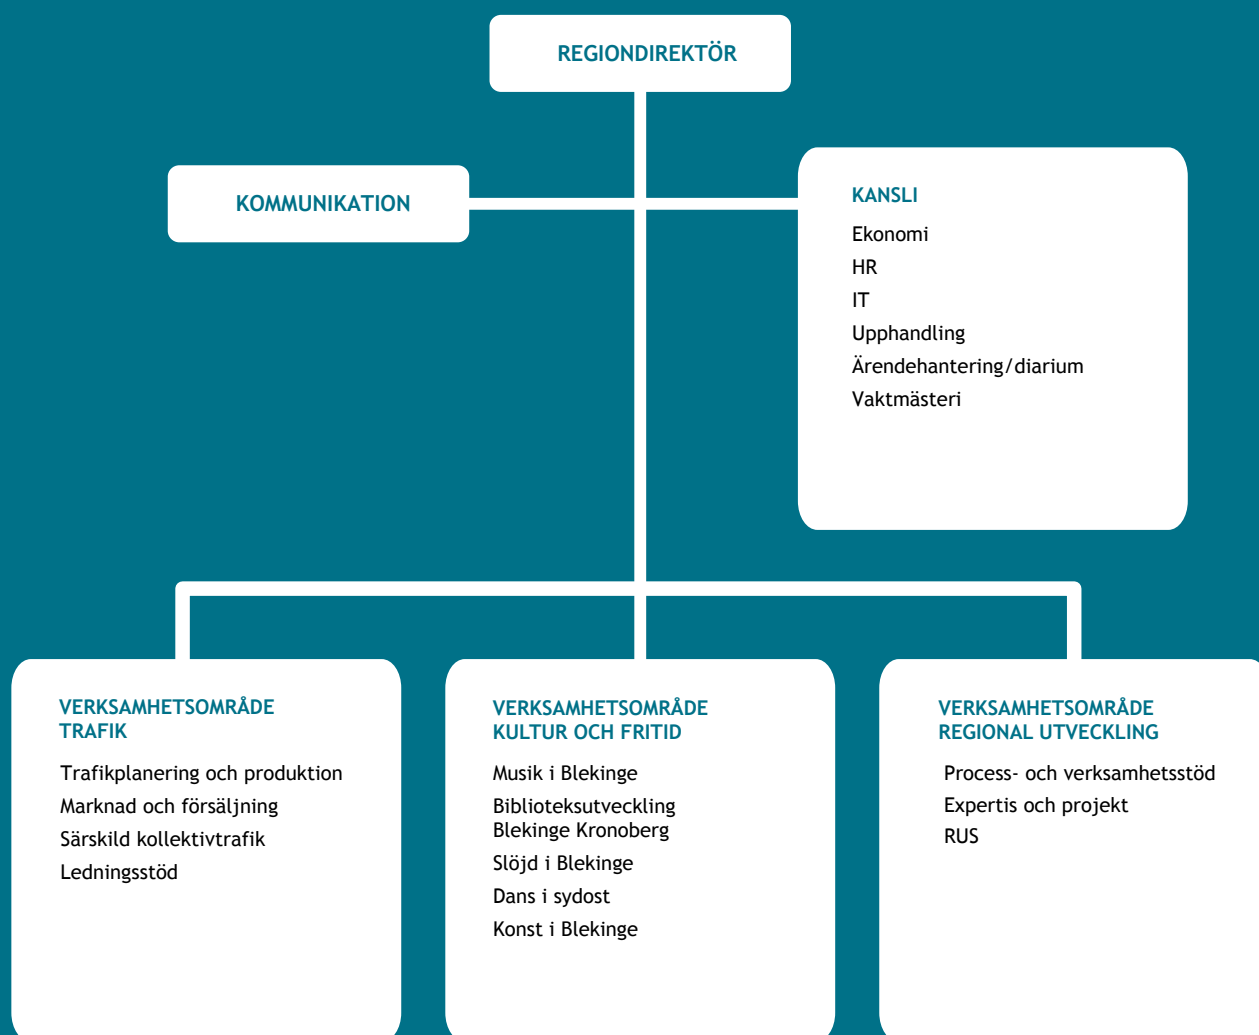 REGIONDIREKTÖR
KOMMUNIKATION
KANSLI
Ekonomi
HR
IT
Upphandling
Ärendehantering/diarium
Vaktmästeri
VERKSAMHETSOMRÅDE
TRAFIK
Trafikplanering och produktion
Marknad och försäljning
Särskild kollektivtrafik
Ledningsstöd
VERKSAMHETSOMRÅDE
KULTUR OCH FRITID
Musik i Blekinge
Biblioteksutveckling
Blekinge Kronoberg
Slöjd i Blekinge
Dans i sydost
Konst i Blekinge
VERKSAMHETSOMRÅDE
REGIONAL UTVECKLING
Process- och verksamhetsstöd
Expertis och projekt
RUS